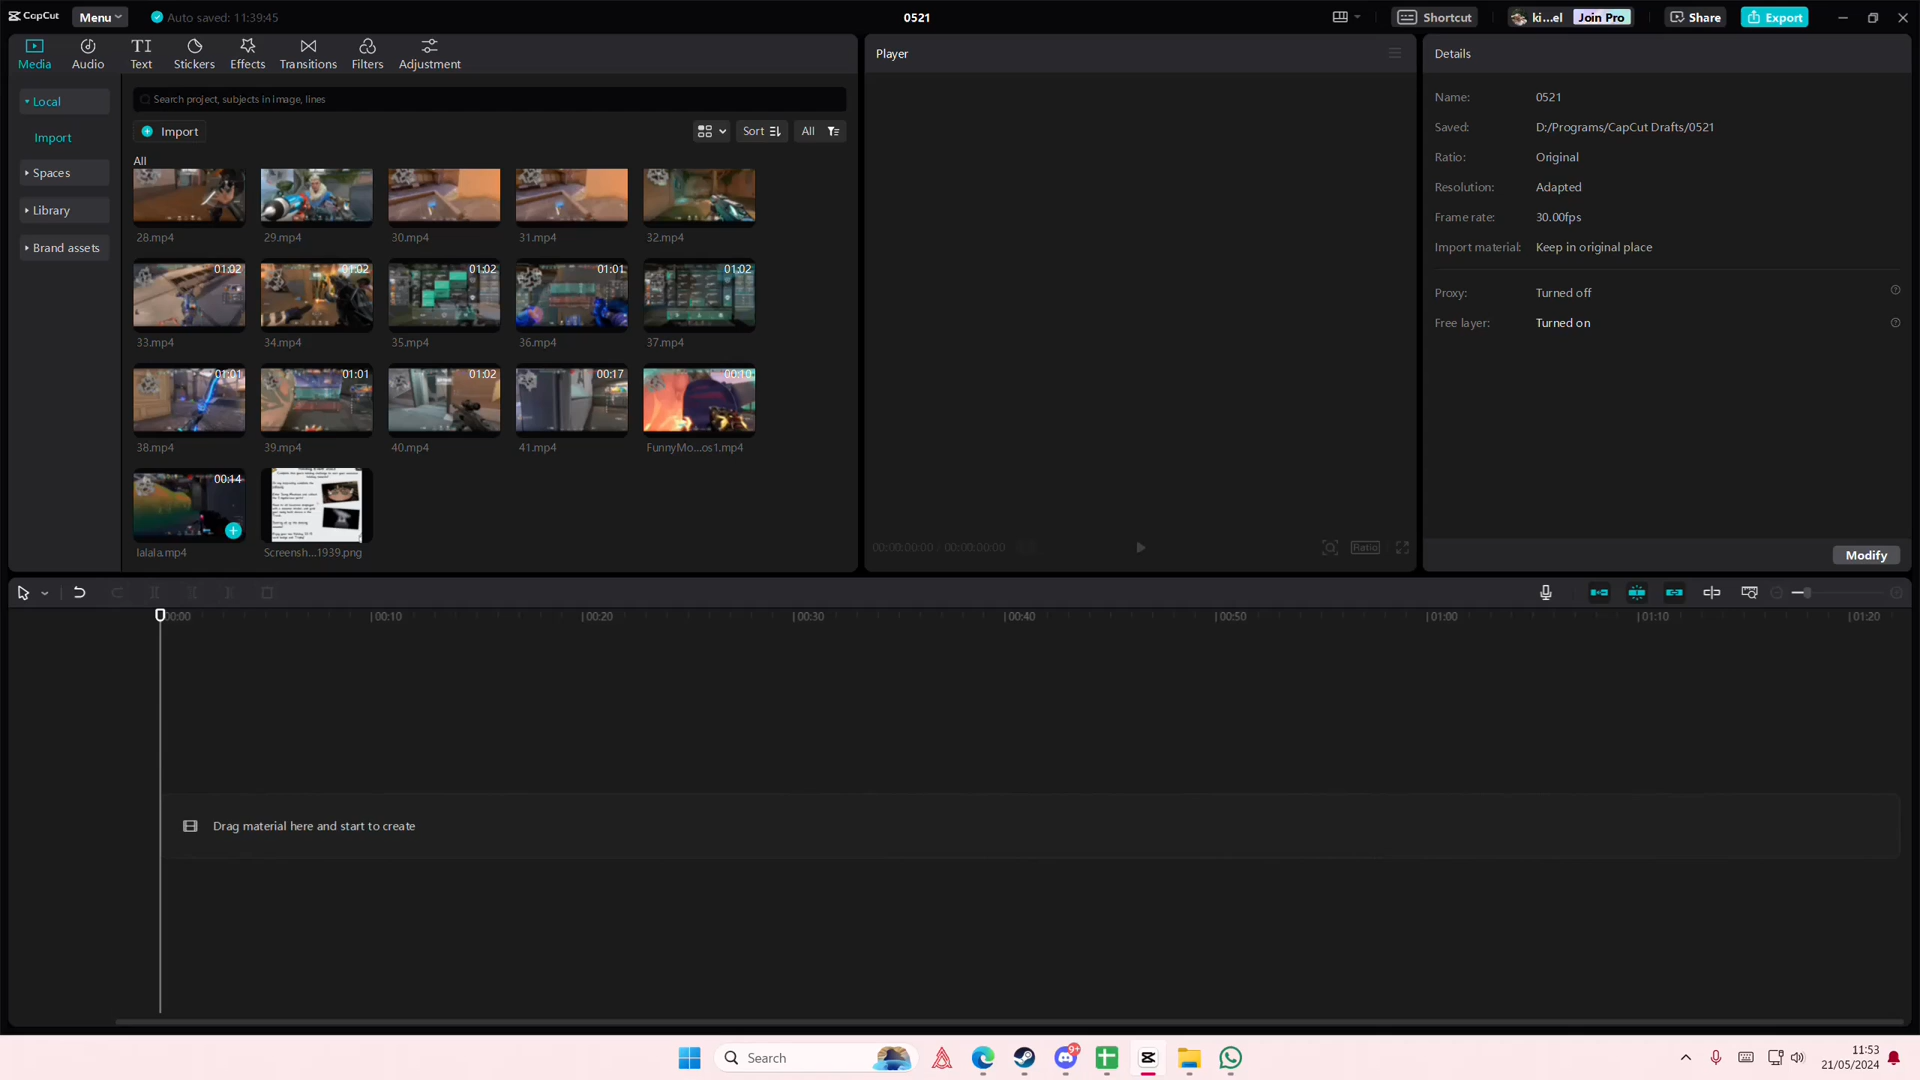 CapCut
Menu
Auto saved: 11:39:45
0521
Shortcut
ki...el
Join Pro
Share
Export
Media
Audio
TI
Text
Stickers
Effects
Transitions
Filters
Adjustment
Player
Details
Local
Import
Spaces
Library
Brand assets
Search project, subjects in image, lines
Import
Sort
All
All
28.mp4
29.mp4
30.mp4
31.mp4
32.mp4
01:02
01:02
01:02
01:01
01:02
33.mp4
34.mp4
35.mp4
36.mp4
37.mp4
01:01
01:01
01:02
00:17
00:10
38.mp4
39.mp4
40.mp4
41.mp4
FunnyMo...os1.mp4
00:14
lalala.mp4
Screensh...1939.png
00:00:00:00 / 00:00:00:00
Ratio
Name: 0521
Saved: D:/Programs/CapCut Drafts/0521
Ratio: Original
Resolution: Adapted
Frame rate: 30.00fps
Import material: Keep in original place
Proxy: Turned off
Free layer: Turned on
Modify
00:00
00:10
00:20
00:30
00:40
00:50
01:00
01:10
01:20
Drag material here and start to create
Search
9+
11:53
21/05/2024